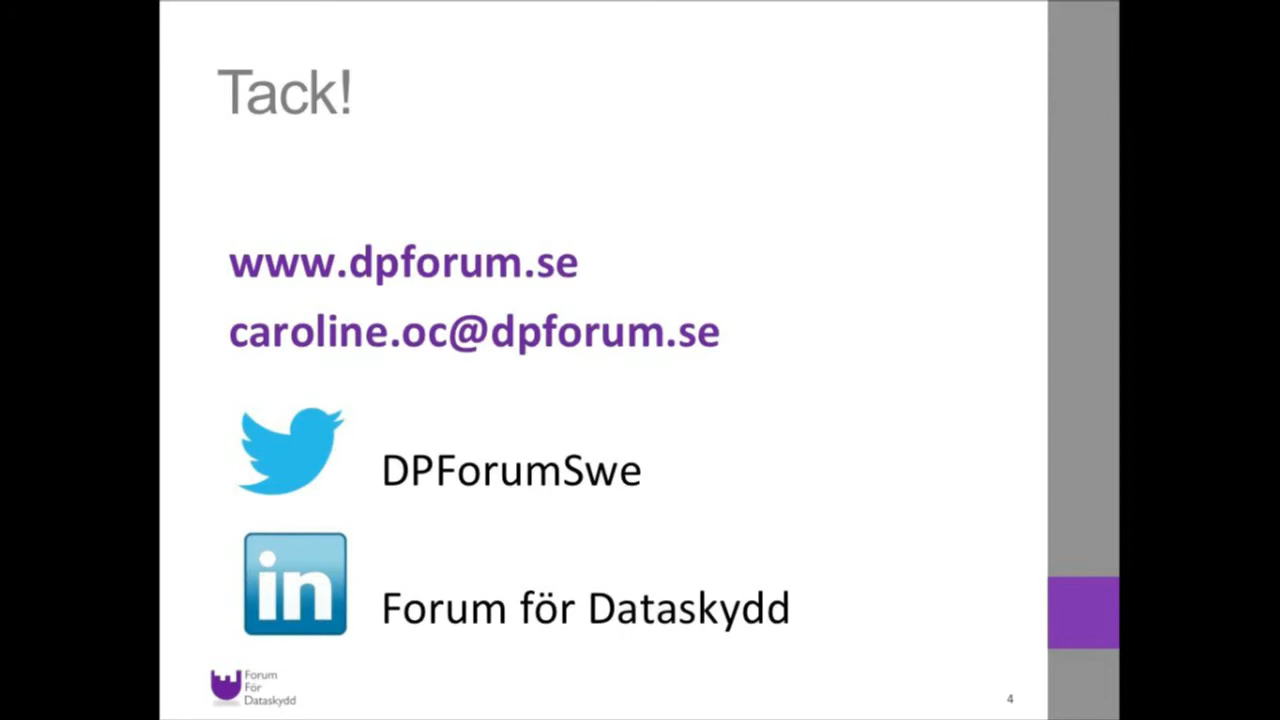 Tack!
www.dpforum.se
caroline.oc@dpforum.se
DPForumSwe
in
Forum för Dataskydd
Forum
För
Dataskydd
4